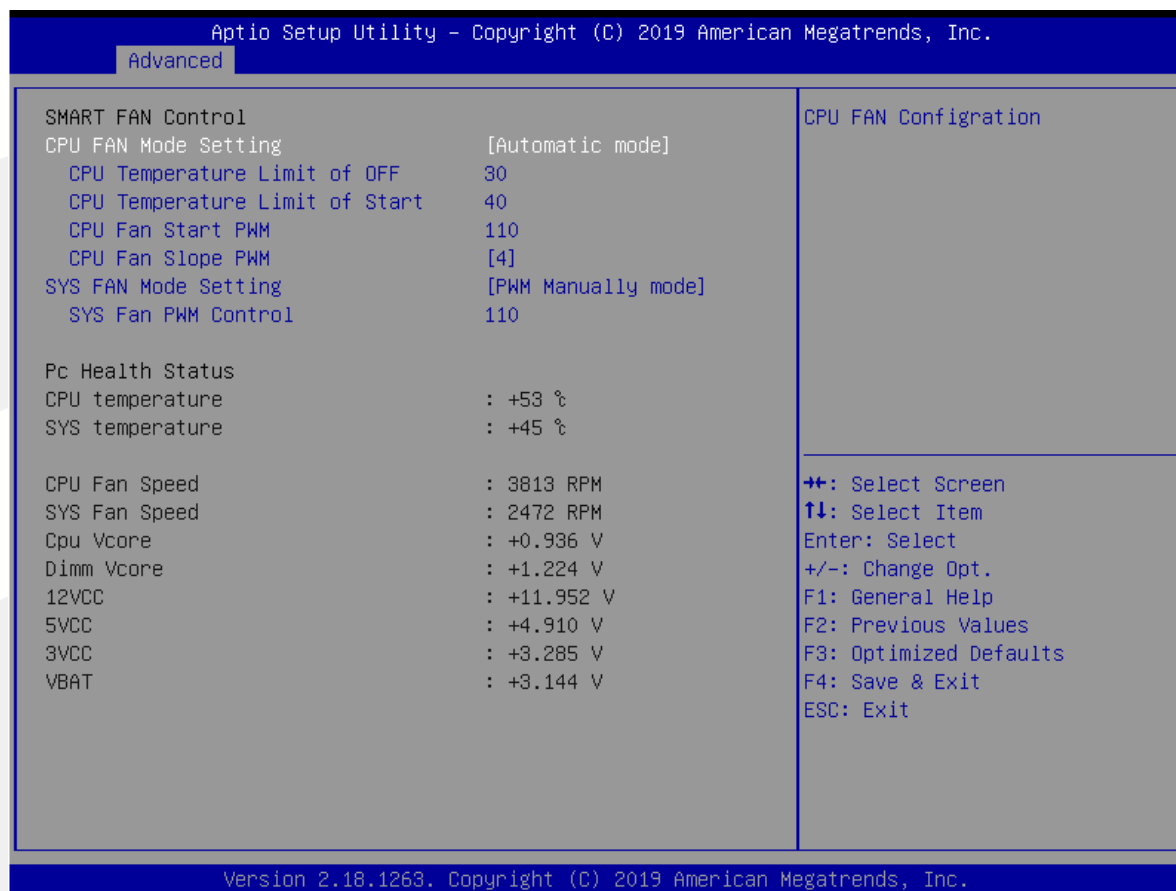 Aptio Setup Utility – Copyright (C) 2019 American Megatrends, Inc.
Advanced
SMART FAN Control
CPU FAN Mode Setting [Automatic mode]
CPU Temperature Limit of OFF 30
CPU Temperature Limit of Start 40
CPU Fan Start PWM 110
CPU Fan Slope PWM [4]
SYS FAN Mode Setting [PWM Manually mode]
SYS Fan PWM Control 110
Pc Health Status
CPU temperature : +53 ℃
SYS temperature : +45 ℃
CPU Fan Speed : 3813 RPM
SYS Fan Speed : 2472 RPM
Cpu Vcore : +0.936 V
Dimm Vcore : +1.224 V
12VCC : +11.952 V
5VCC : +4.910 V
3VCC : +3.285 V
VBAT : +3.144 V
CPU FAN Configration
→←: Select Screen
↑↓: Select Item
Enter: Select
+/-: Change Opt.
F1: General Help
F2: Previous Values
F3: Optimized Defaults
F4: Save & Exit
ESC: Exit
Version 2.18.1263. Copyright (C) 2019 American Megatrends, Inc.